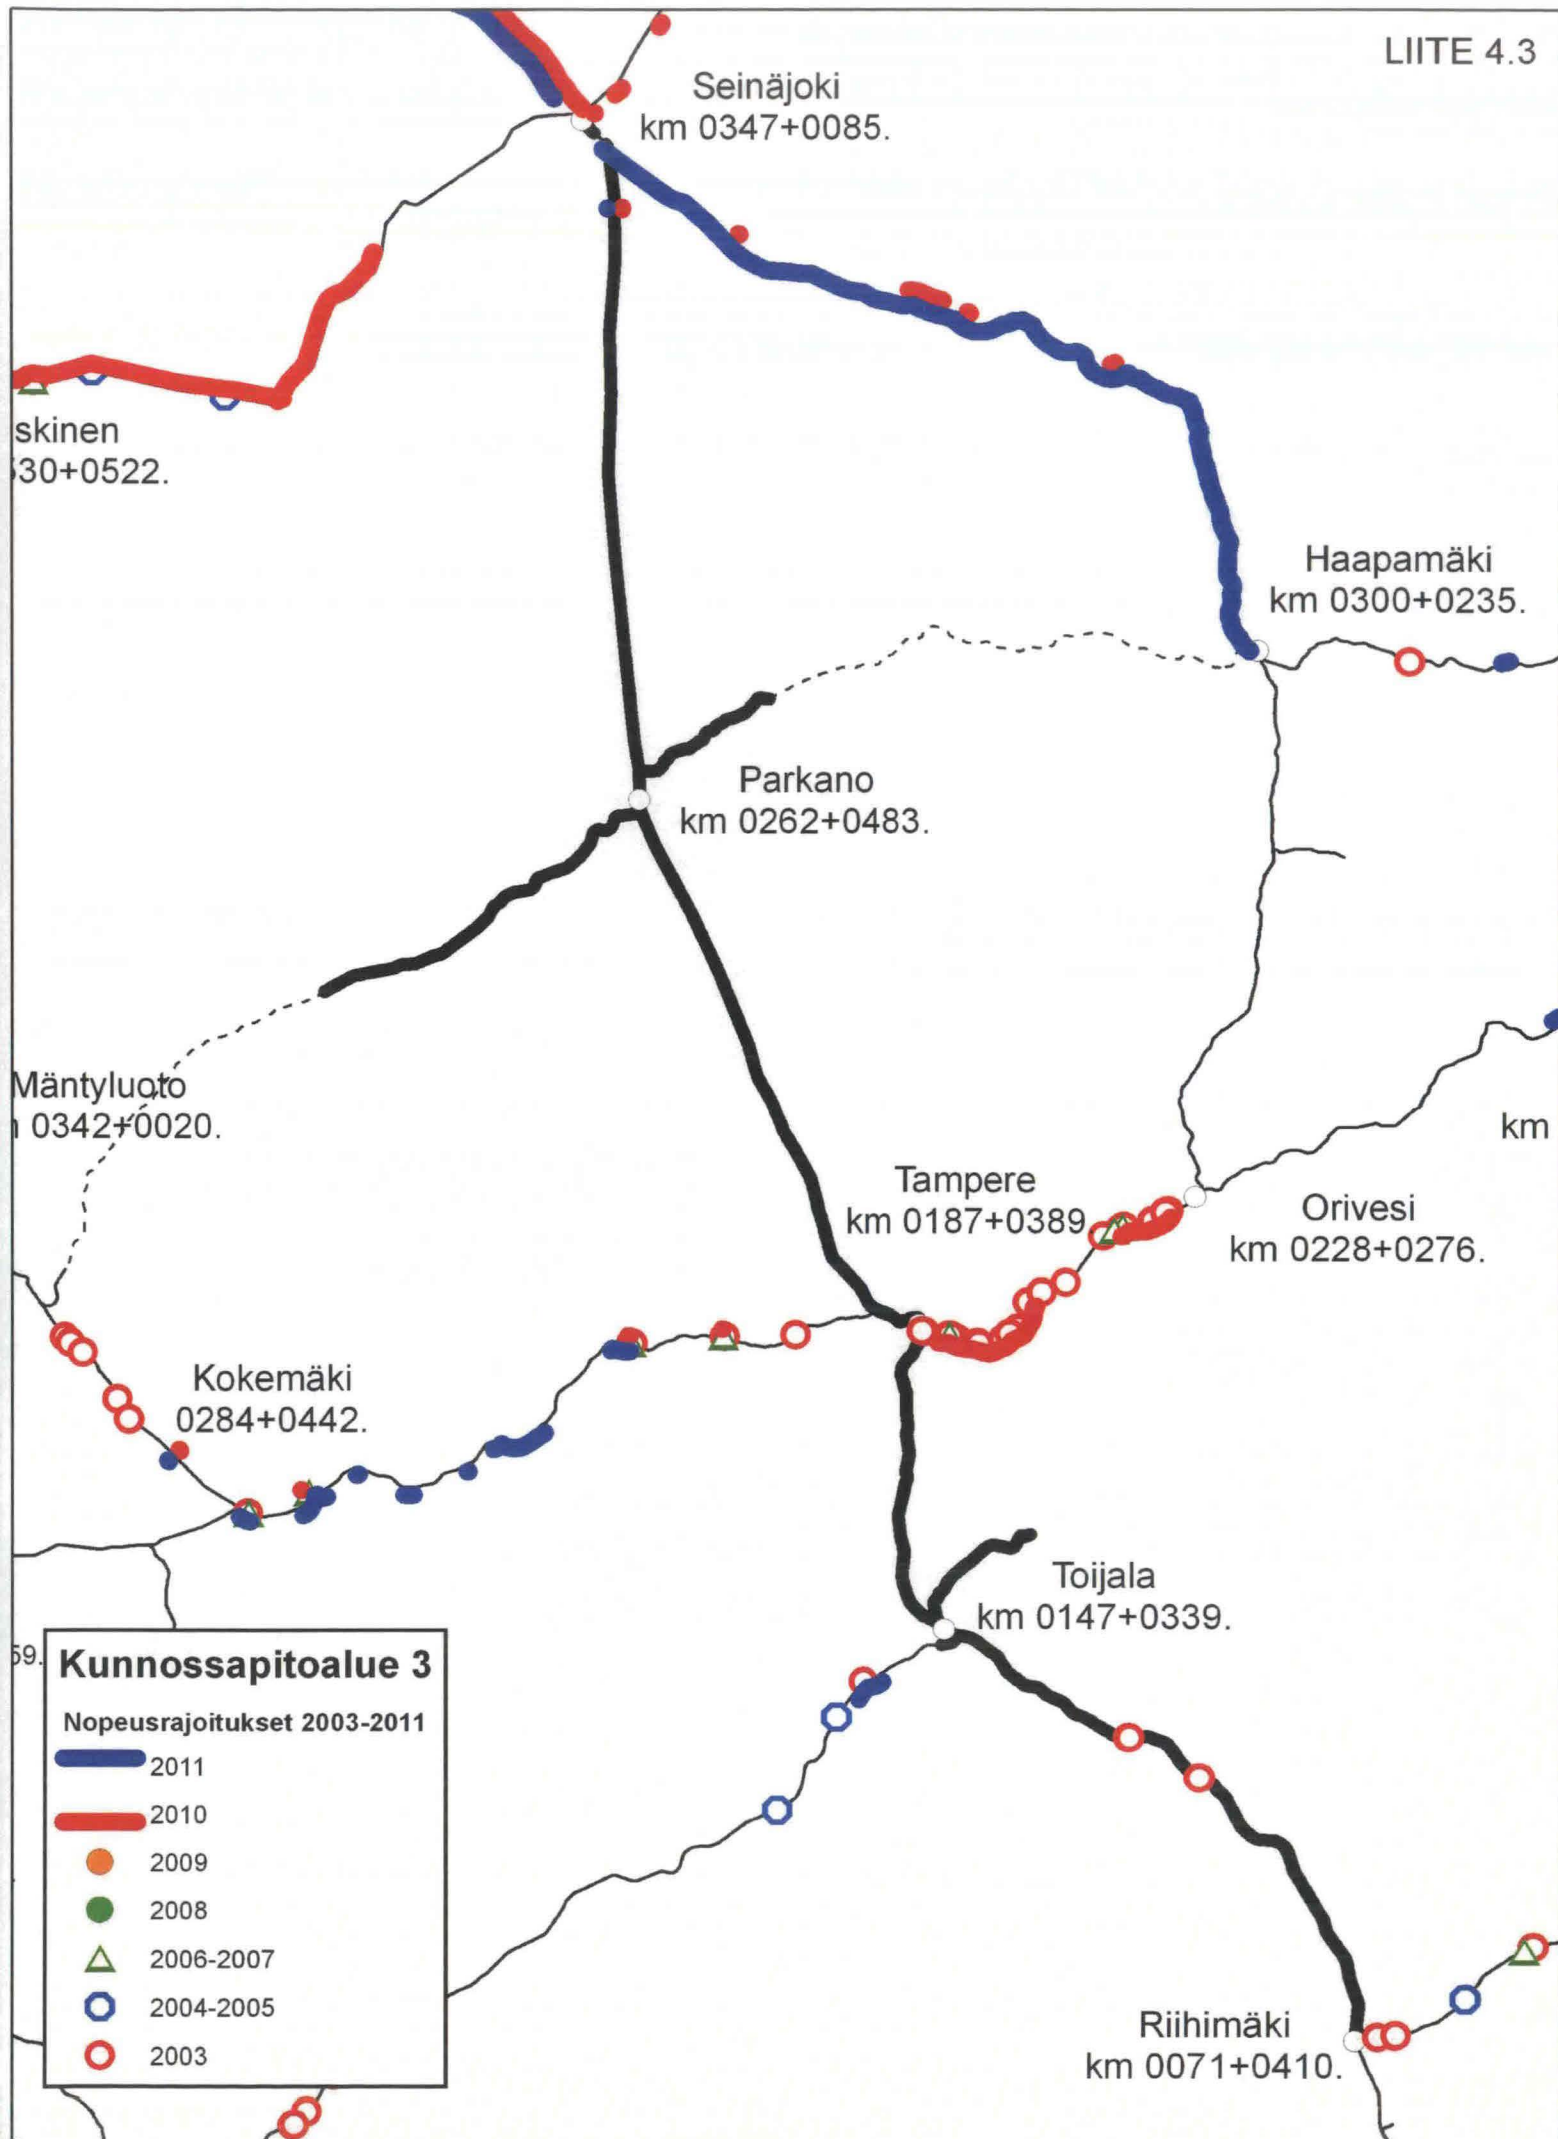 LIITE 4.3
Seinäjoki
km 0347+0085.
skinen
30+0522.
Haapamäki
km 0300+0235.
Parkano
km 0262+0483.
Mäntyluoto
0342+0020.
km
Tampere
km 0187+0389
Orivesi
km 0228+0276.
Kokemäki
0284+0442.
Toijala
km 0147+0339.
59.
Kunnossapitoalue 3
Nopeusrajoitukset 2003-2011
2011
2010
2009
2008
2006-2007
2004-2005
2003
Riihimäki
km 0071+0410.